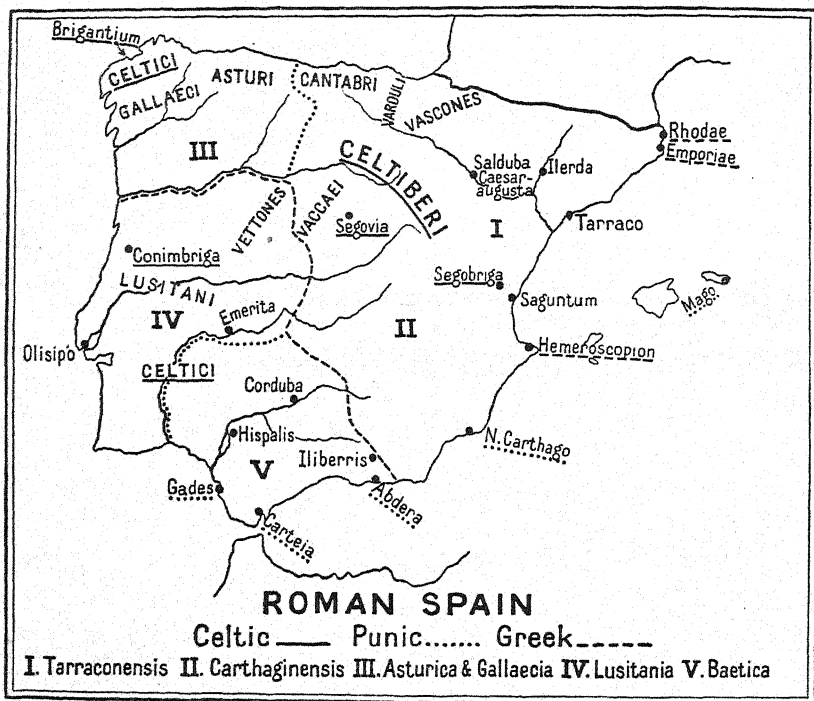 Brigantium
CELTICI
GALLAECI
ASTURI
CANTABRI
VAROULI
VASCONES
III
CELTIBERI
Salduba
Caesar-
augusta
Ilerda
Rhodae
Emporiae
I
Tarraco
VETTONES
VACCAEI
Segovia
Conimbriga
LUSITANI
Segobriga
Saguntum
Mago
IV
Emerita
II
Olisipo
Hemeroscopion
CELTICI
Corduba
Hispalis
N. Carthago
Iliberris
V
Gades
Abdera
Carteia
ROMAN SPAIN
Celtic Punic....... Greek-----
I. Tarraconensis II. Carthaginensis III. Asturica & Gallaecia IV. Lusitania V. Baetica